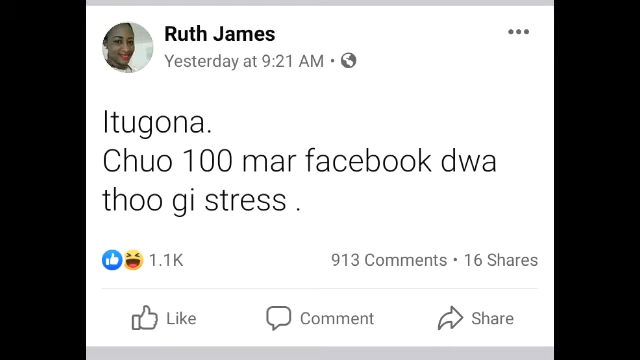 Ruth James
Yesterday at 9:21 AM •
Itugona.
Chuo 100 mar facebook dwa
thoo gi stress .
1.1K
913 Comments • 16 Shares
Like
Comment
Share